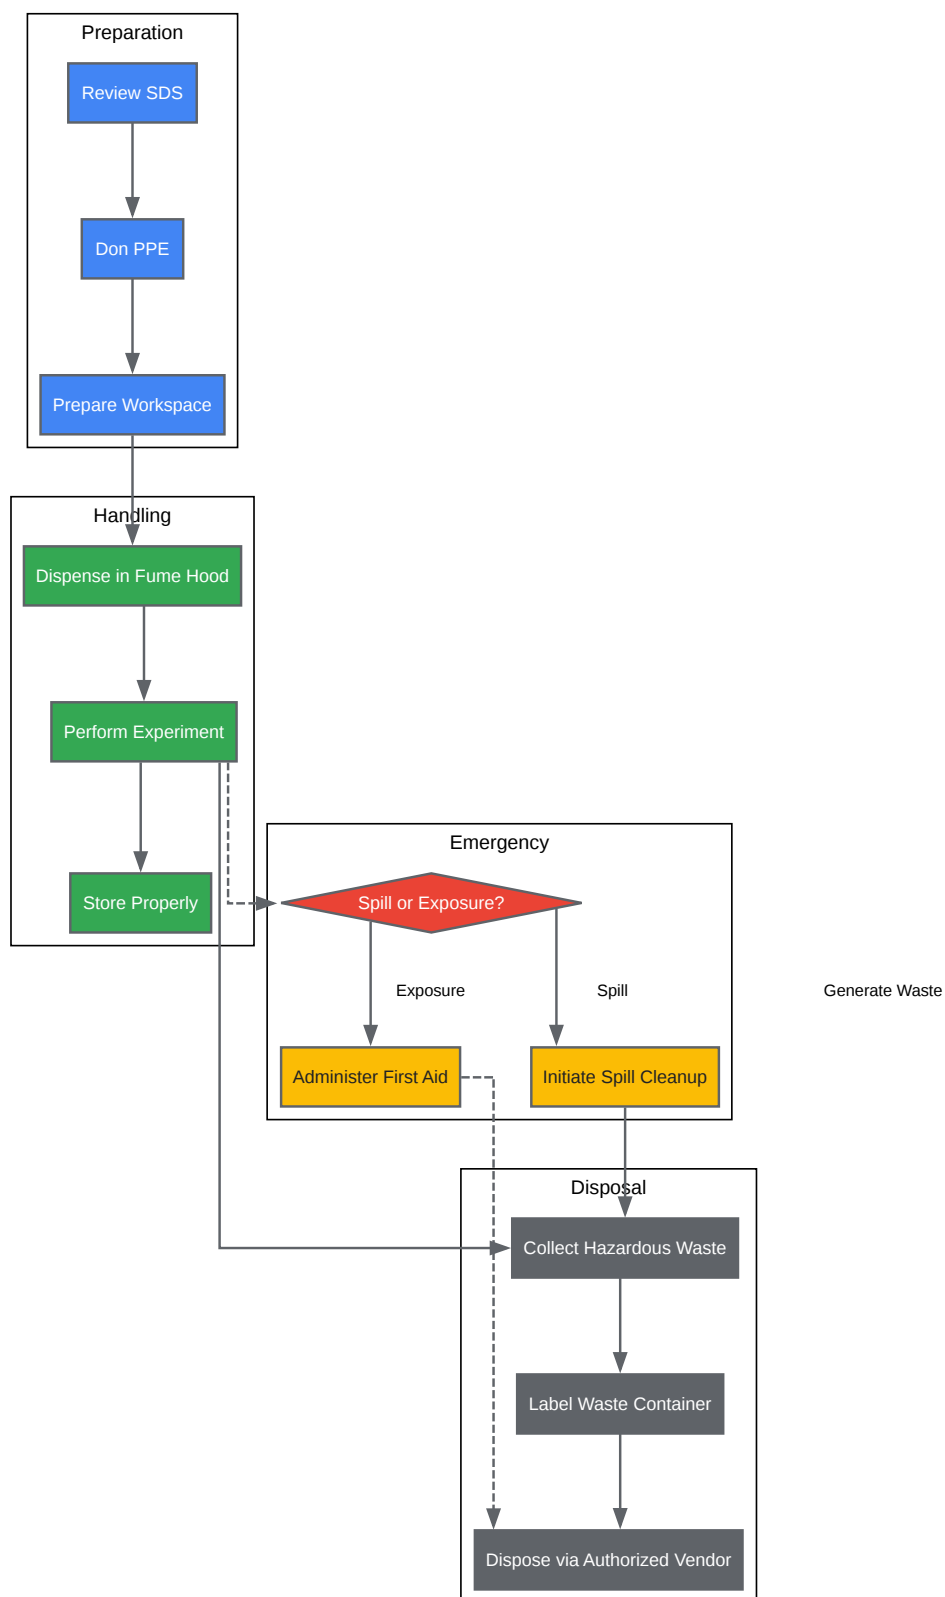 Preparation
Review SDS
Don PPE
Prepare Workspace
Handling
Dispense in Fume Hood
Perform Experiment
Store Properly
Emergency
Spill or Exposure?
Exposure
Spill
Generate Waste
Administer First Aid
Initiate Spill Cleanup
Disposal
Collect Hazardous Waste
Label Waste Container
Dispose via Authorized Vendor